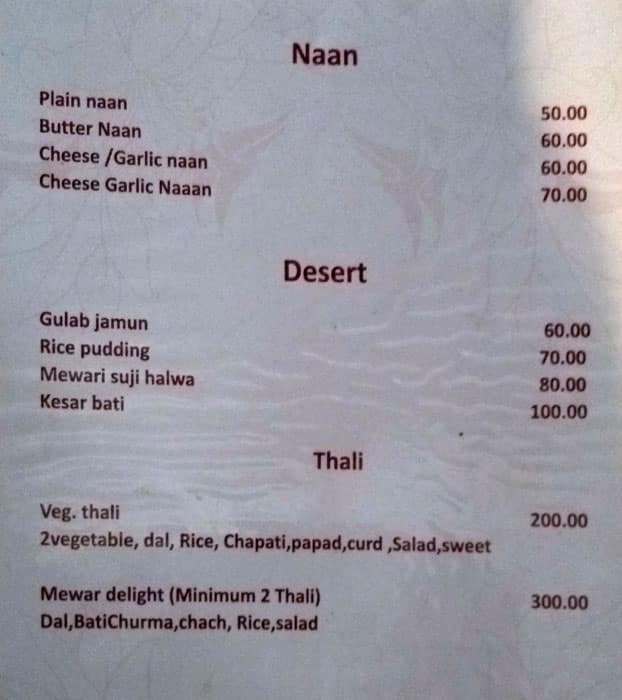 Naan
Plain naan 50.00
Butter Naan 60.00
Cheese /Garlic naan 60.00
Cheese Garlic Naaan 70.00
Desert
Gulab jamun 60.00
Rice pudding 70.00
Mewari suji halwa 80.00
Kesar bati 100.00
Thali
Veg. thali 200.00
2vegetable, dal, Rice, Chapati,papad,curd ,Salad,sweet
Mewar delight (Minimum 2 Thali) 300.00
Dal,BatiChurma,chach, Rice,salad